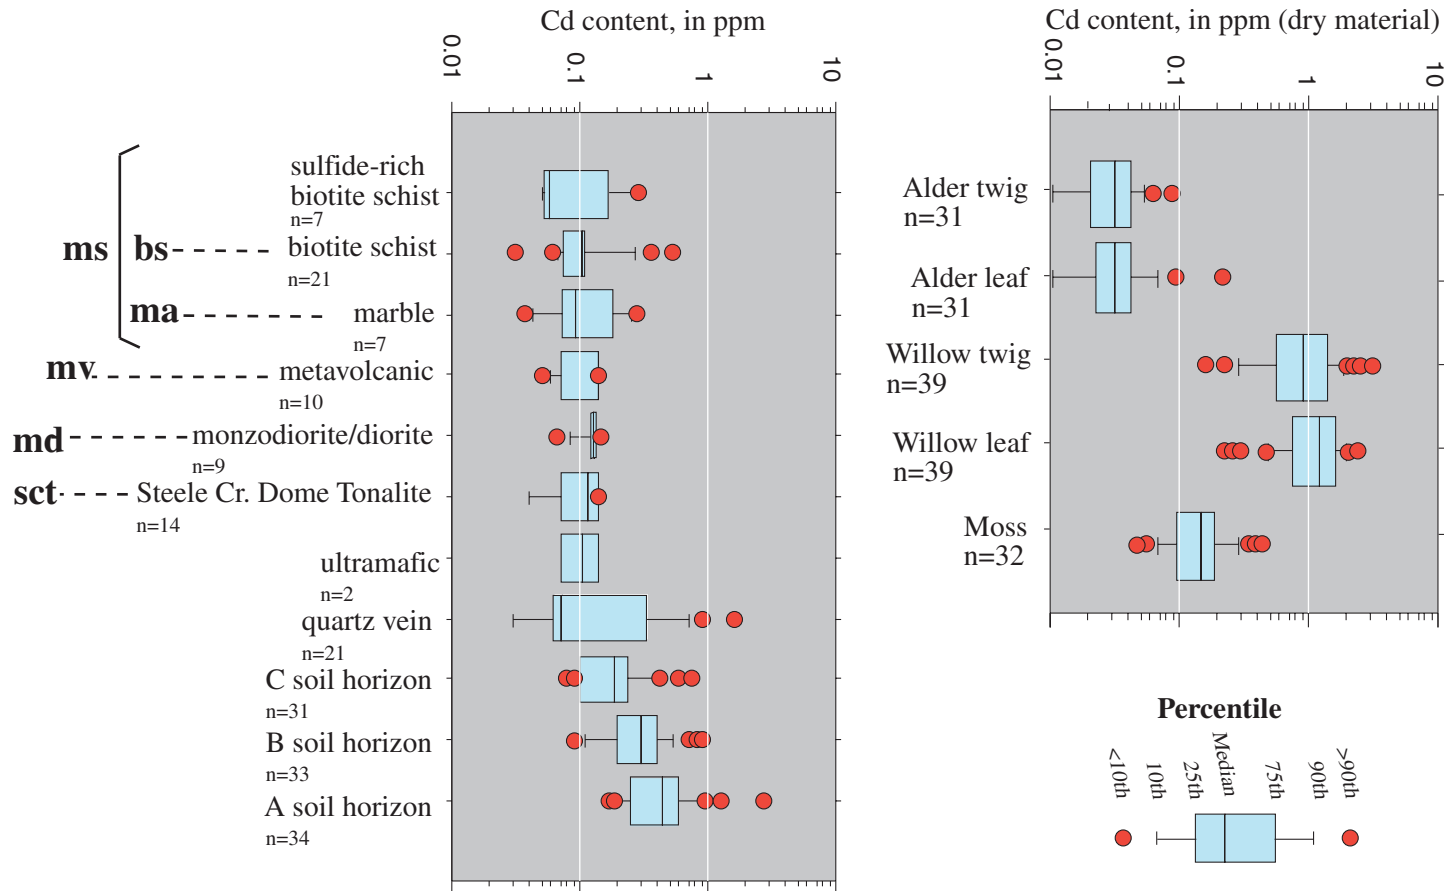 Cd content, in ppm
0.01
0.1
1
10
sulfide-rich
biotite schist
n=7
ms
bs
biotite schist
n=21
ma
marble
n=7
mv
metavolcanic
n=10
md
monzodiorite/diorite
n=9
sct
Steele Cr. Dome Tonalite
n=14
ultramafic
n=2
quartz vein
n=21
C soil horizon
n=31
B soil horizon
n=33
A soil horizon
n=34
Cd content, in ppm (dry material)
0.01
0.1
1
10
Alder twig
n=31
Alder leaf
n=31
Willow twig
n=39
Willow leaf
n=39
Moss
n=32
Percentile
<10th
10th
25th
Median
75th
90th
>90th